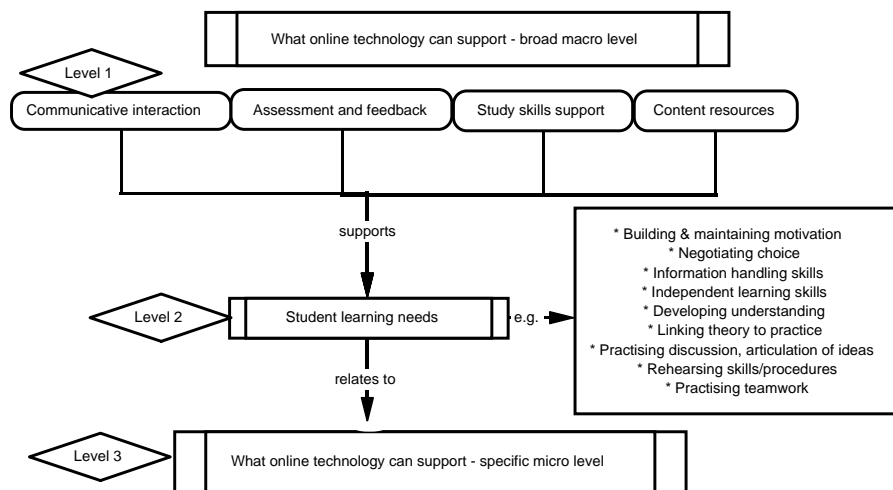 What online technology can support - broad macro level
Level 1
Communicative interaction
Assessment and feedback
Study skills support
Content resources
supports
* Building & maintaining motivation
* Negotiating choice
* Information handling skills
* Independent learning skills
* Developing understanding
* Linking theory to practice
* Practising discussion, articulation of ideas
* Rehearsing skills/procedures
* Practising teamwork
Level 2
Student learning needs
e.g.
relates to
Level 3
What online technology can support - specific micro level